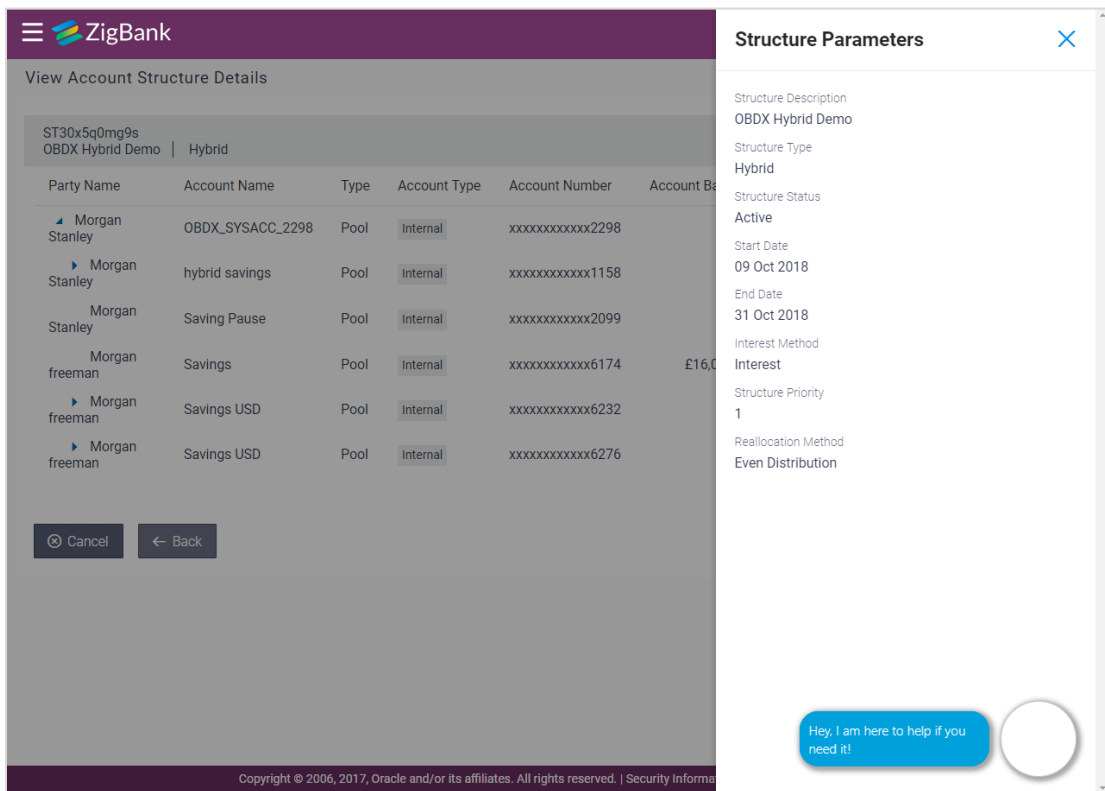 ZigBank
View Account Structure Details
ST30x5q0mg9s
OBDX Hybrid Demo | Hybrid
Party Name Account Name Type Account Type Account Number Account Ba
Morgan Stanley OBDX_SYSACC_2298 Pool Internal xxxxxxxxxxxx2298
Morgan Stanley hybrid savings Pool Internal xxxxxxxxxxxx1158
Morgan Stanley Saving Pause Pool Internal xxxxxxxxxxxx2099
Morgan freeman Savings Pool Internal xxxxxxxxxxxx6174 £16,0
Morgan freeman Savings USD Pool Internal xxxxxxxxxxxx6232
Morgan freeman Savings USD Pool Internal xxxxxxxxxxxx6276
Cancel Back
Copyright © 2006, 2017, Oracle and/or its affiliates. All rights reserved. | Security Informa
Structure Parameters
Structure Description
OBDX Hybrid Demo
Structure Type
Hybrid
Structure Status
Active
Start Date
09 Oct 2018
End Date
31 Oct 2018
Interest Method
Interest
Structure Priority
1
Reallocation Method
Even Distribution
Hey, I am here to help if you
need it!